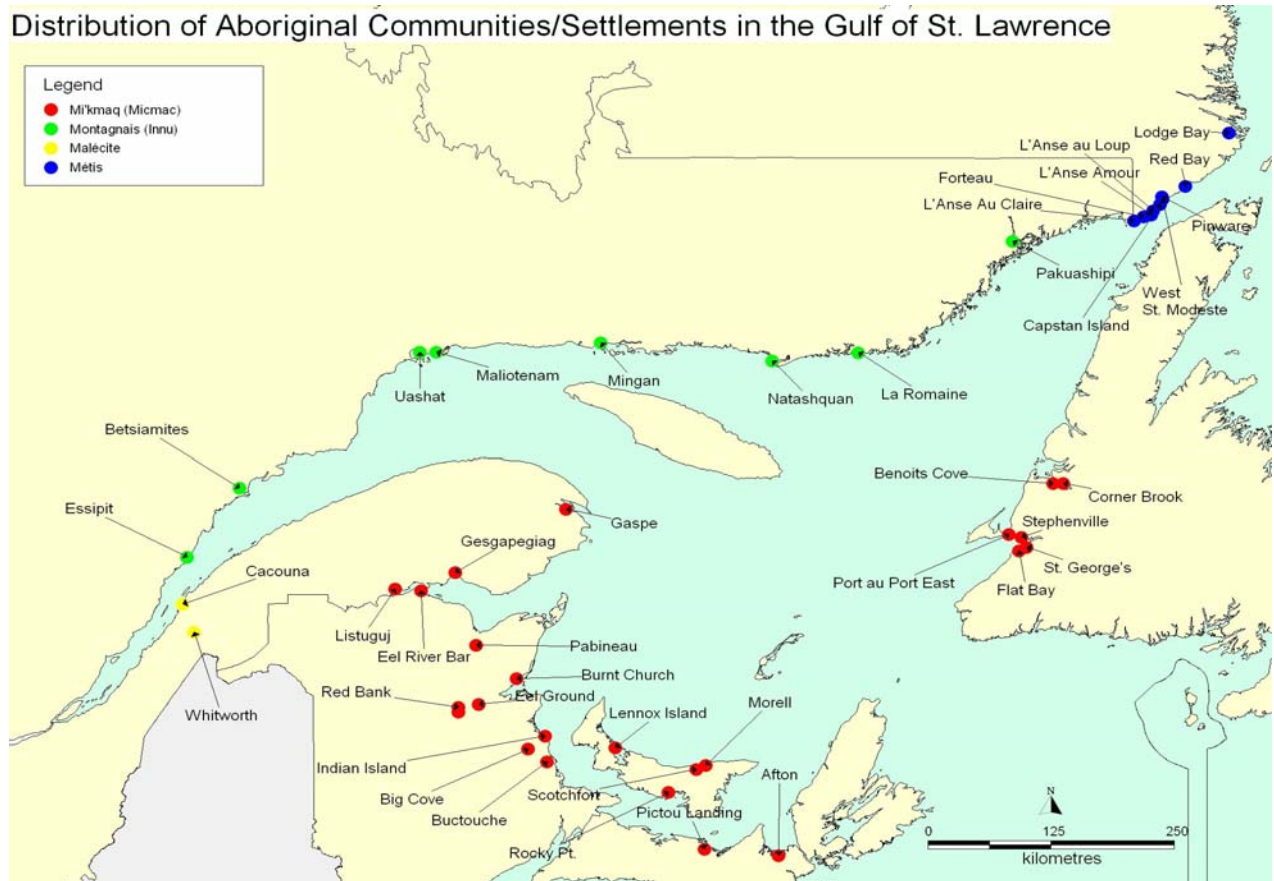 Distribution of Aboriginal Communities/Settlements in the Gulf of St. Lawrence
Legend
Mi'kmaq (Micmac)
Montagnais (Innu)
Malécite
Métis
Lodge Bay
L'Anse au Loup
Red Bay
L'Anse Amour
Forteau
L'Anse Au Claire
Pinware
Pakuashipi
West
St. Modeste
Capstan Island
Mingan
Maliotenam
Uashat
Natashquan
La Romaine
Betsiamites
Benoits Cove
Corner Brook
Essipit
Gaspe
Stephenville
Gesgapegiag
Cacouna
St. George's
Port au Port East
Flat Bay
Listuguj
Eel River Bar
Pabineau
Burnt Church
Red Bank
Eel Ground
Morell
Lennox Island
Whitworth
Indian Island
Afton
Big Cove
Scotchfort
Buctouche
Pictou Landing
Rocky Pt.
N
0 125 250
kilometres